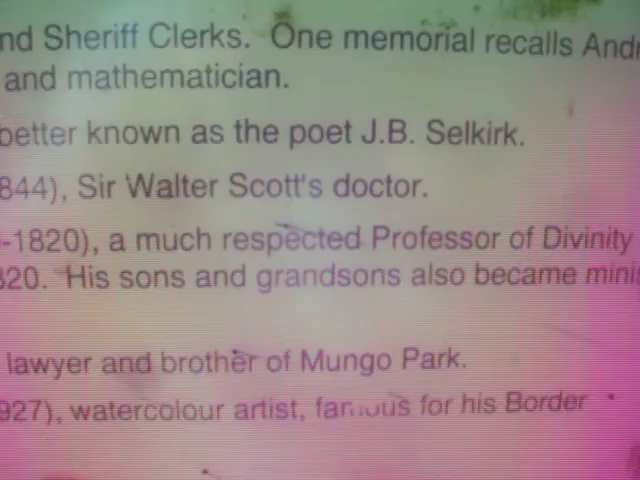 nd Sheriff Clerks. One memorial recalls Andr
and mathematician.
better known as the poet J.B. Selkirk.
844), Sir Walter Scott's doctor.
-1820), a much respected Professor of Divinity
820. His sons and grandsons also became minis
lawyer and brother of Mungo Park.
927), watercolour artist, famous for his Border